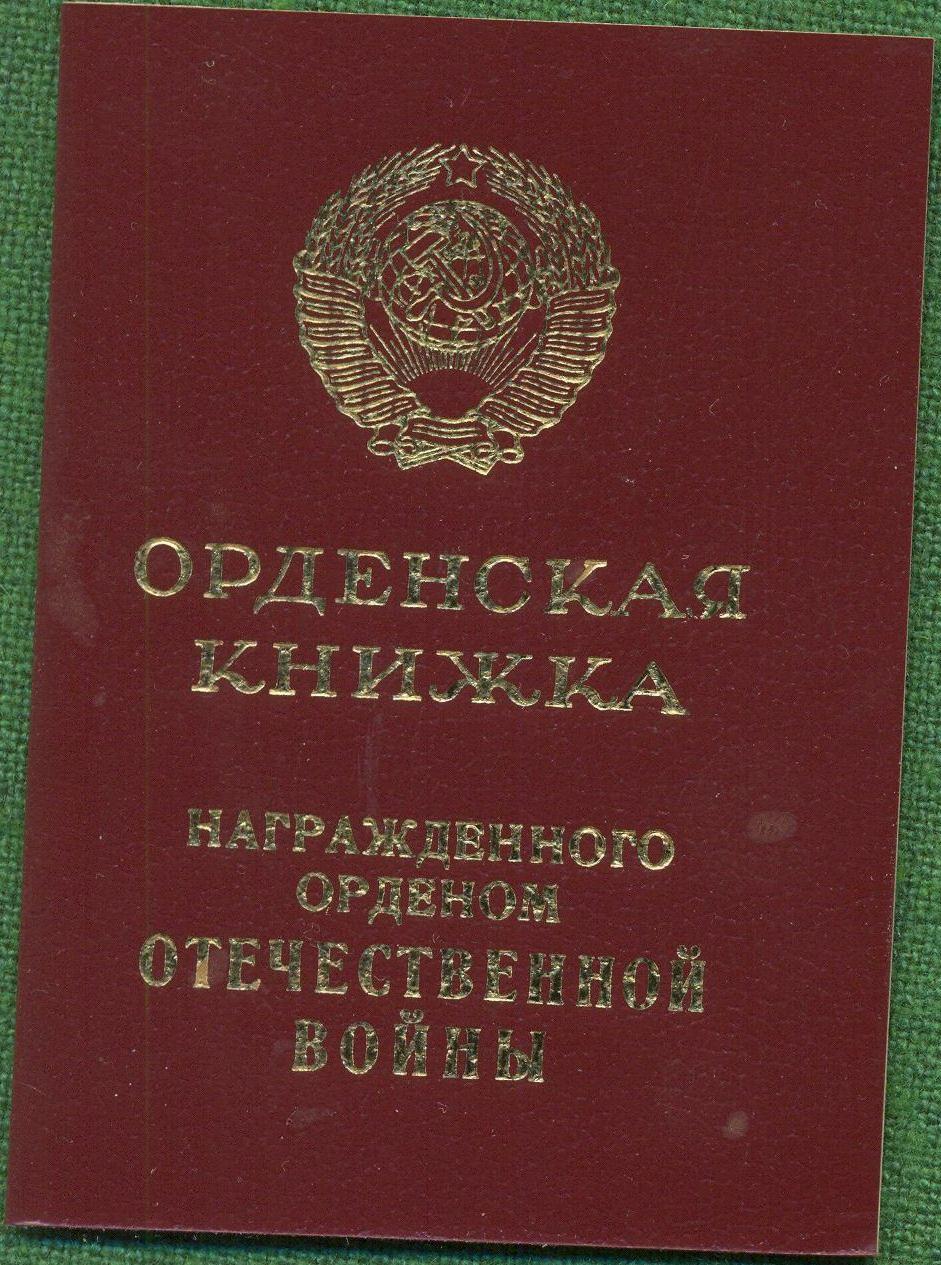 ОРДЕНСКАЯ
КНИЖКА
НАГРАЖДЕННОГО
ОРДЕНОМ
ОТЕЧЕСТВЕННОЙ
ВОЙНЫ